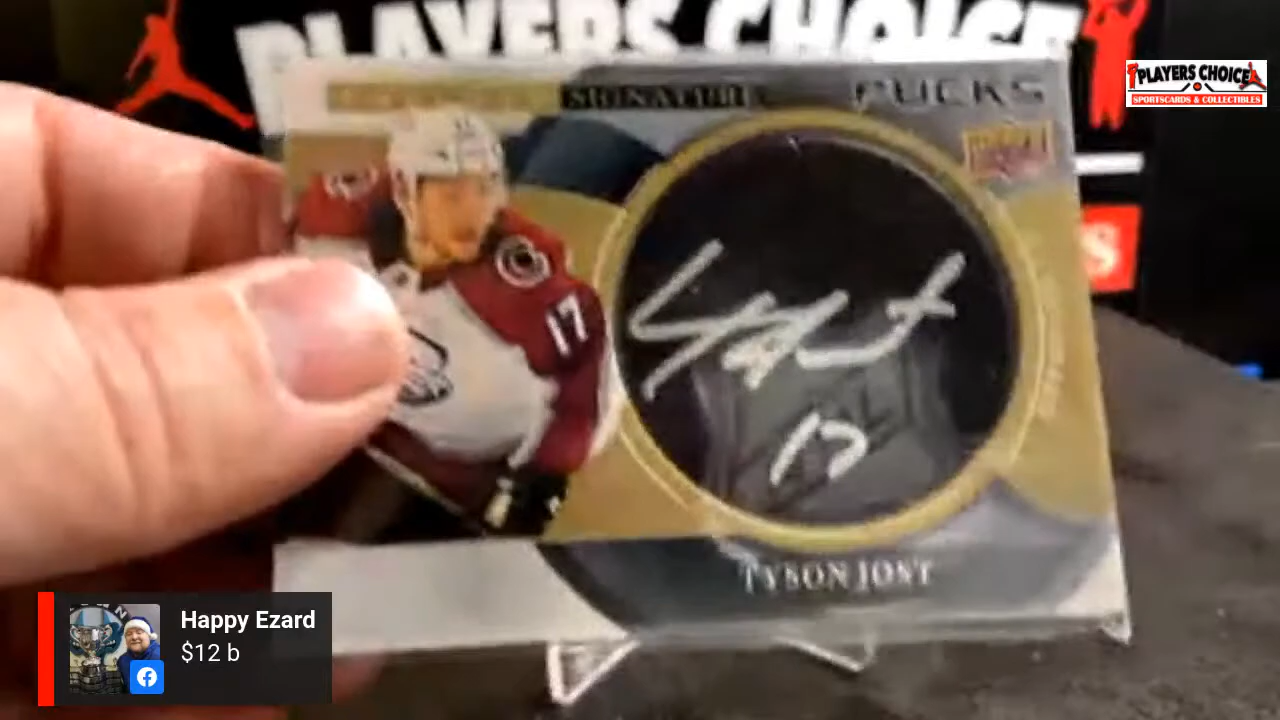 PLAYERS CHOICE
PLAYERS CHOICE
SPORTSCARDS & COLLECTIBLES
SIGNATURE PUCKS
17
17
TYSON JOST
Happy Ezard
$12 b